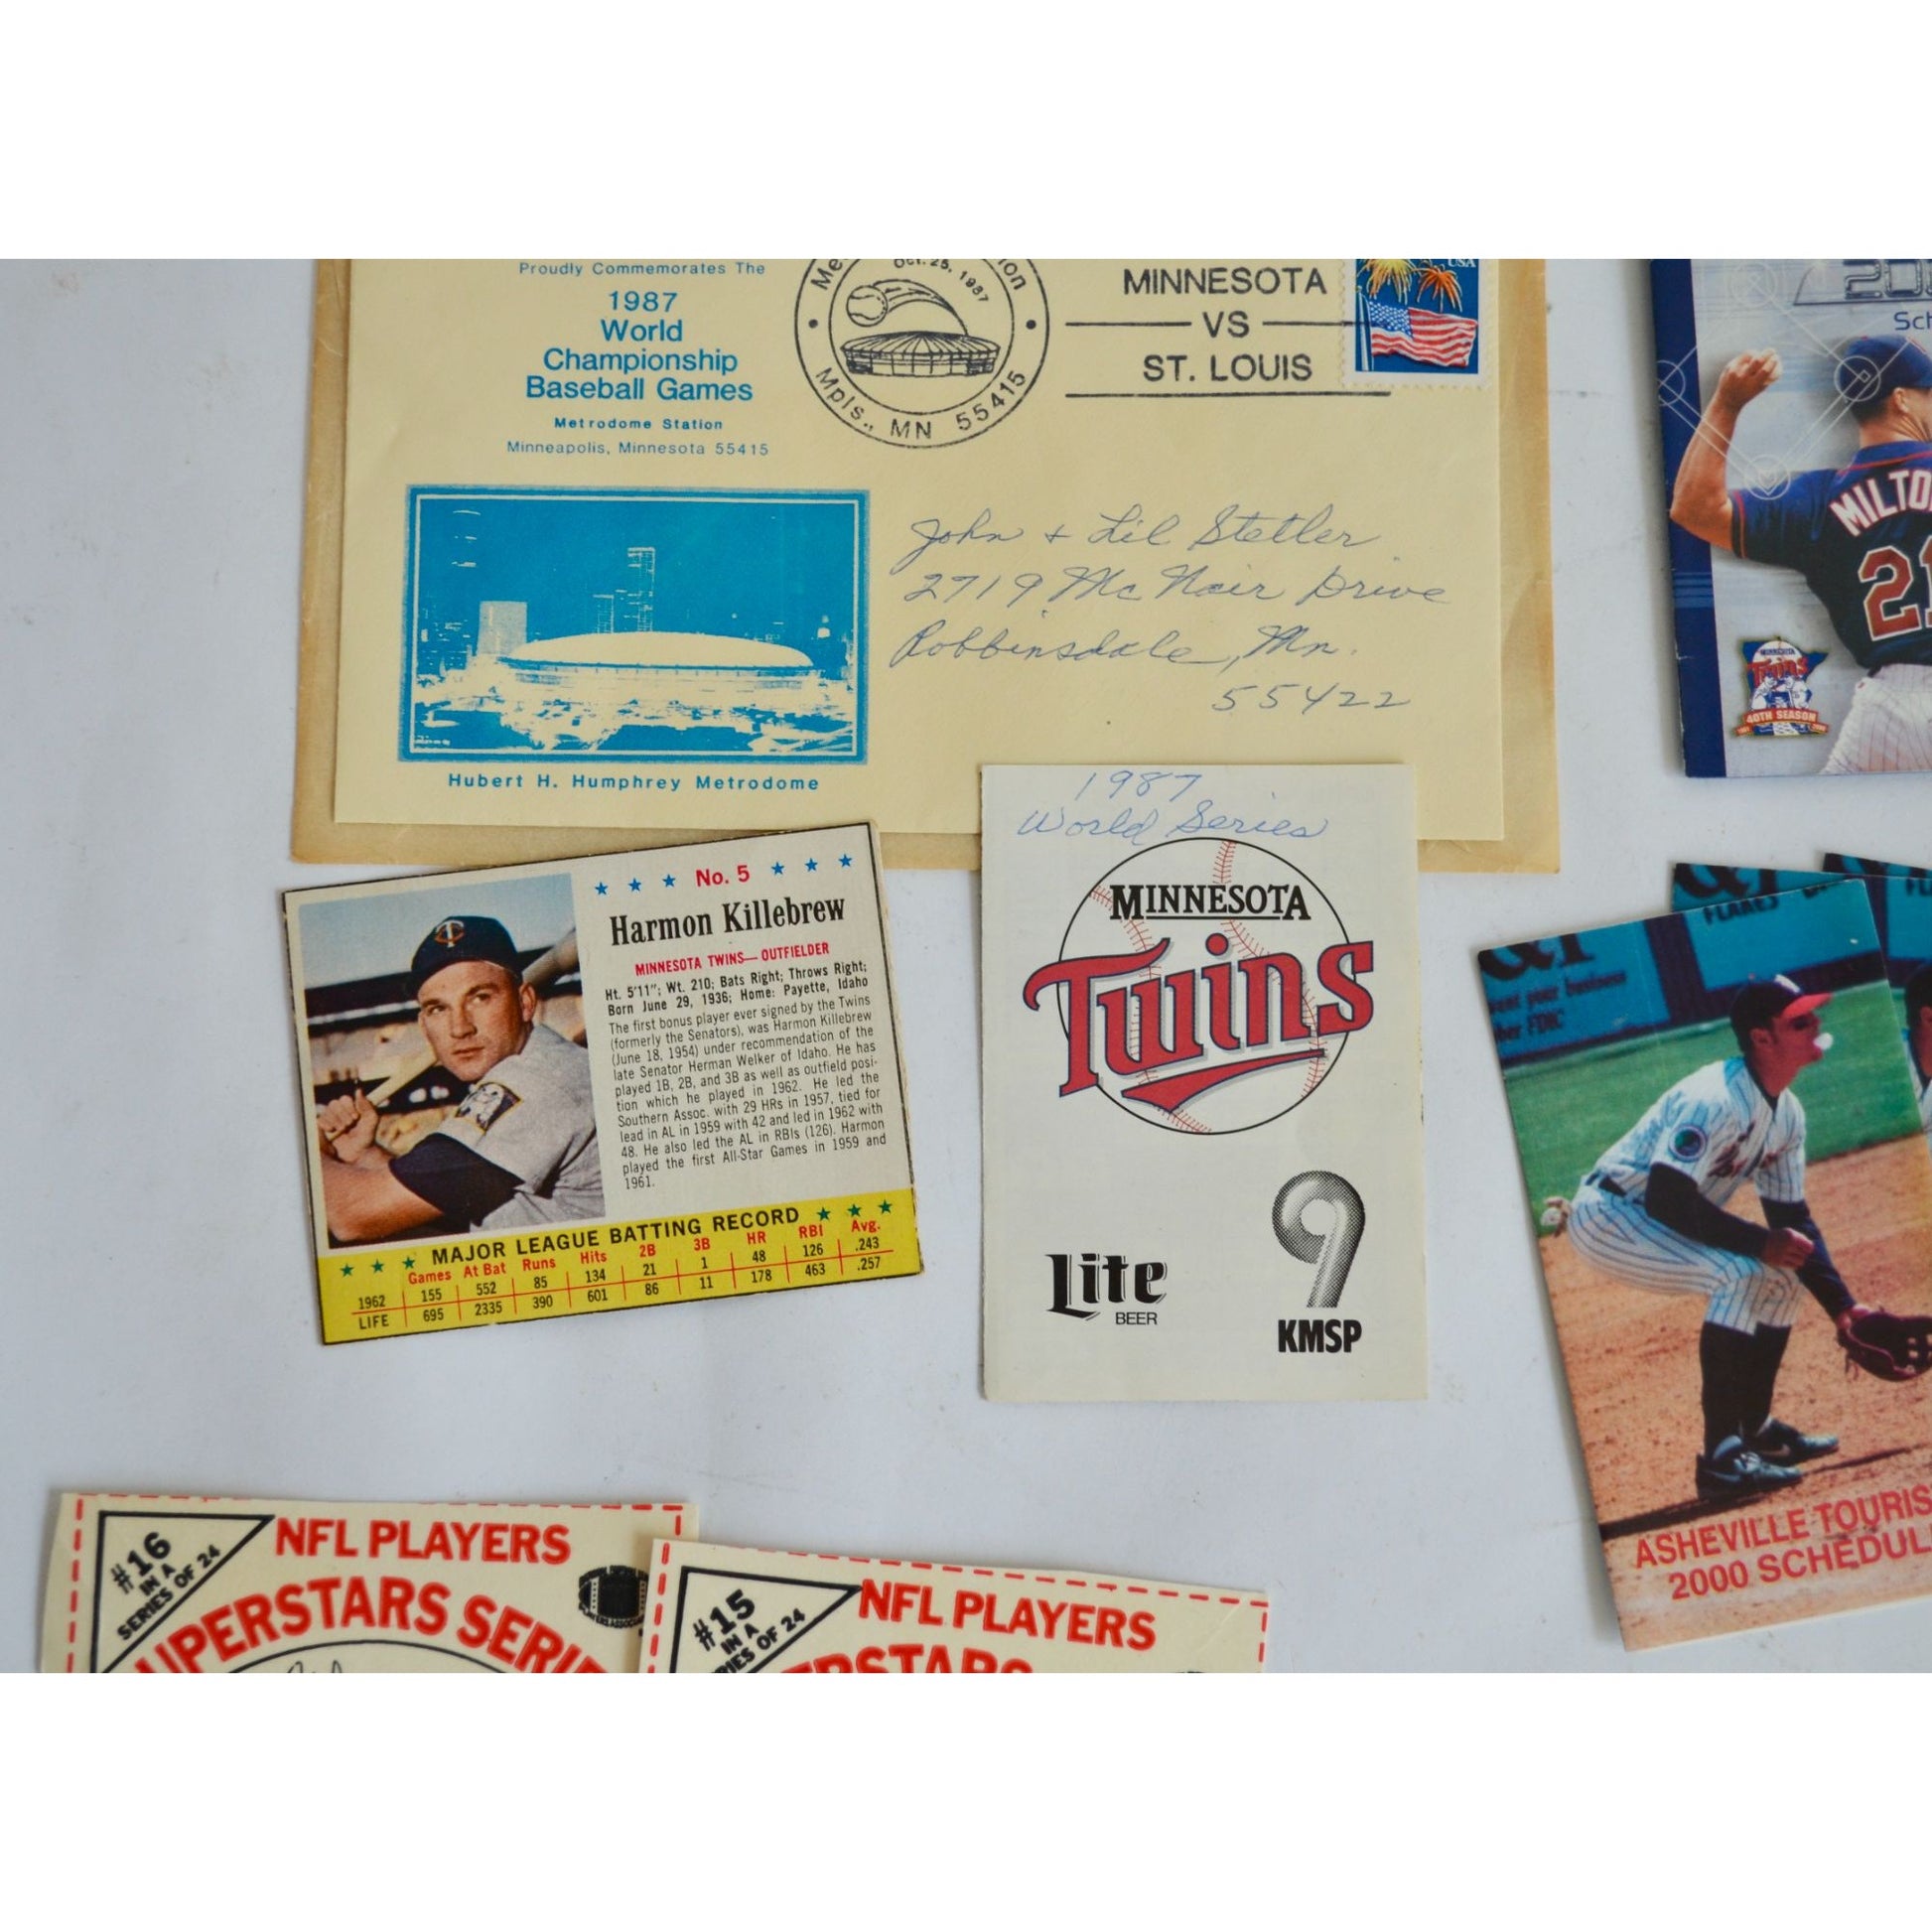 Proudly Commemorates The
1987
World
Championship
Baseball Games
Metrodome Station
Minneapolis, Minnesota 55415
Oct. 25, 1987
Mpls., MN 55415
MINNESOTA
VS
ST. LOUIS
USA
John + Lil Stetler
2719 McNair Drive
Robbinsdale, Mn.
55422
Hubert H. Humphrey Metrodome
MINNESOTA
Twins
40TH SEASON
No. 5
Harmon Killebrew
MINNESOTA TWINS—OUTFIELDER
Ht. 5'11"; Wt. 210; Bats Right; Throws Right;
Born June 29, 1936; Home: Payette, Idaho
The first bonus player ever signed by the Twins
(formerly the Senators), was Harmon Killebrew
(June 18, 1954) under recommendation of the
late Senator Herman Welker of Idaho. He has
played 1B, 2B, and 3B as well as outfield posi-
tion which he played in 1962. He led the
Southern Assoc. with 29 HRs in 1957, tied for
lead in AL in 1959 with 42 and led in 1962 with
48. He also led the AL in RBIs (126). Harmon
played the first All-Star Games in 1959 and
1961.
MAJOR LEAGUE BATTING RECORD
Games At Bat Runs Hits 2B 3B HR RBI Avg.
1962 155 552 85 134 21 1 48 126 .243
LIFE 695 2335 390 601 86 11 178 463 .257
1987
World Series
MINNESOTA
Twins
Lite
BEER
9
KMSP
ASHEVILLE
2000
#16
IN A
SERIES OF 24
NFL PLAYERS
#15
IN A
OF 24
NFL PLAYERS